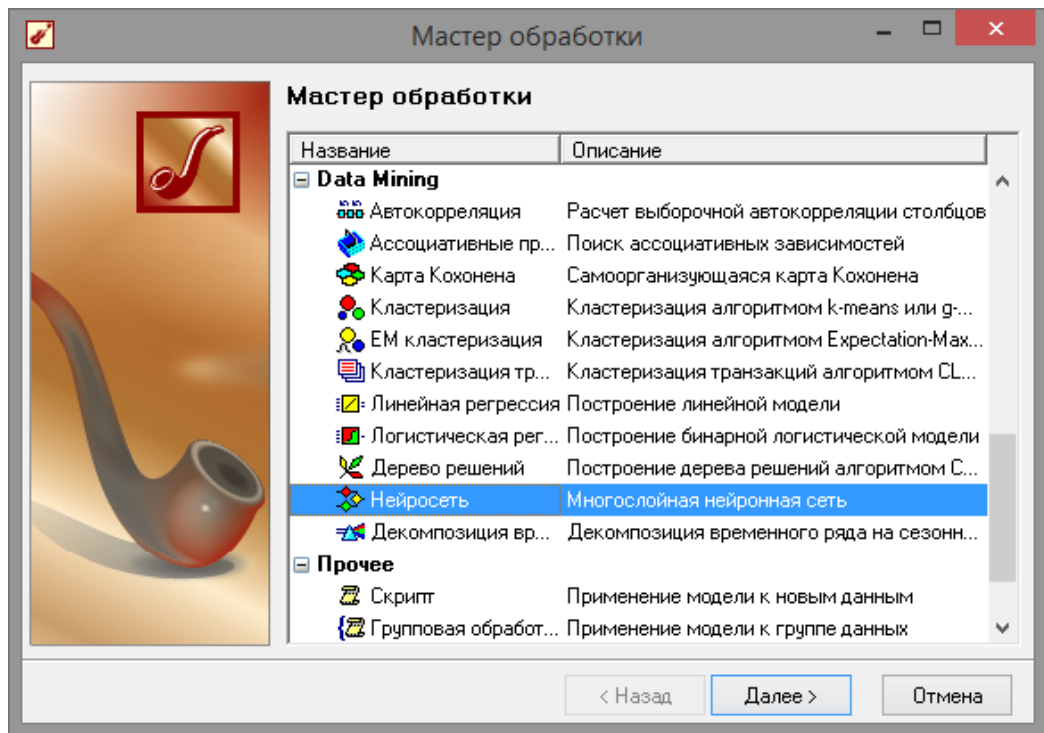 Мастер обработки
Мастер обработки
Название Описание
Data Mining
Автокорреляция Расчет выборочной автокорреляции столбцов
Ассоциативные пр... Поиск ассоциативных зависимостей
Карта Кохонена Самоорганизующаяся карта Кохонена
Кластеризация Кластеризация алгоритмом k-means или g-...
EM кластеризация Кластеризация алгоритмом Expectation-Max...
Кластеризация тр... Кластеризация транзакций алгоритмом CL...
Линейная регрессия Построение линейной модели
Логистическая рег... Построение бинарной логистической модели
Дерево решений Построение дерева решений алгоритмом C...
Нейросеть Многослойная нейронная сеть
Декомпозиция вр... Декомпозиция временного ряда на сезонн...
Прочее
Скрипт Применение модели к новым данным
Групповая обработ... Применение модели к группе данных
< Назад Далее > Отмена